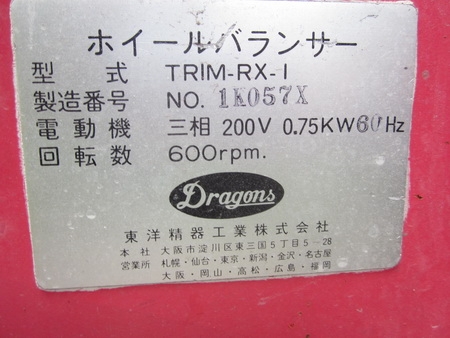 ホイールバランサー
型式 TRIM-RX-I
製造番号 NO. 1K057X
電動機 三相 200V 0.75KW60Hz
回転数 600rpm.
Dragons
東洋精器工業株式会社
本社 大阪市淀川区東三国5丁目5-28
営業所 札幌・仙台・東京・新潟・金沢・名古屋
大阪・岡山・高松・広島・福岡